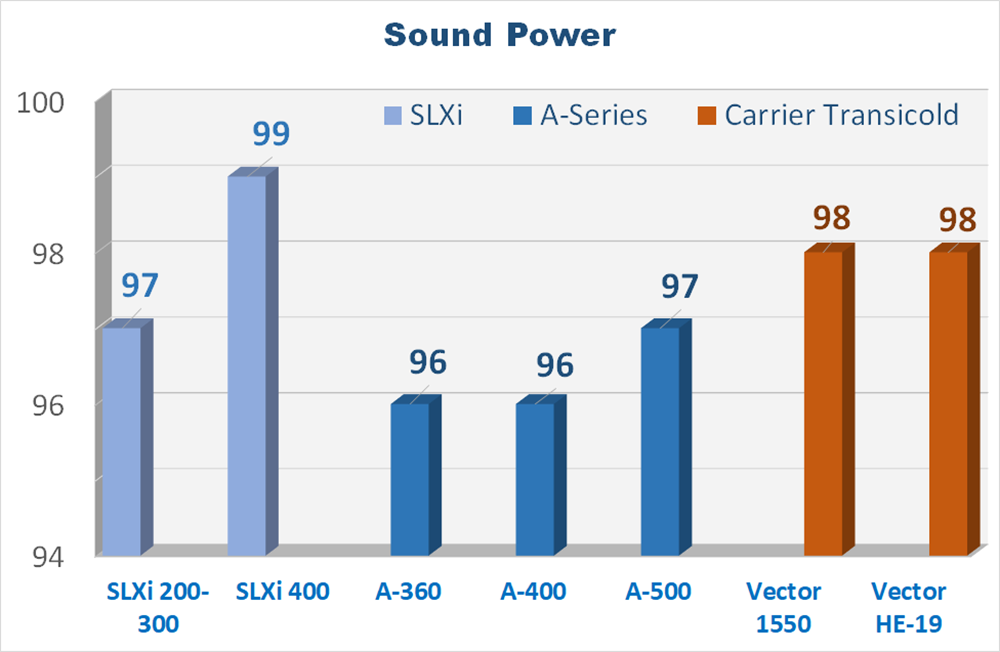 Sound Power
100
SLXi A-Series Carrier Transicold
99
98
98
98
97
97
96
96
96
94
SLXi 200-
300
SLXi 400
A-360
A-400
A-500
Vector
1550
Vector
HE-19